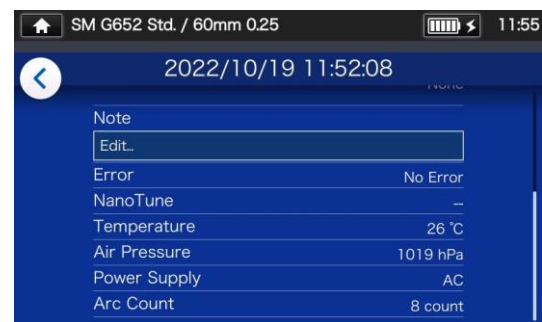 SM G652 Std. / 60mm 0.25 11:55
2022/10/19 11:52:08
None
Note
Edit...
Error No Error
NanoTune --
Temperature 26 ℃
Air Pressure 1019 hPa
Power Supply AC
Arc Count 8 count